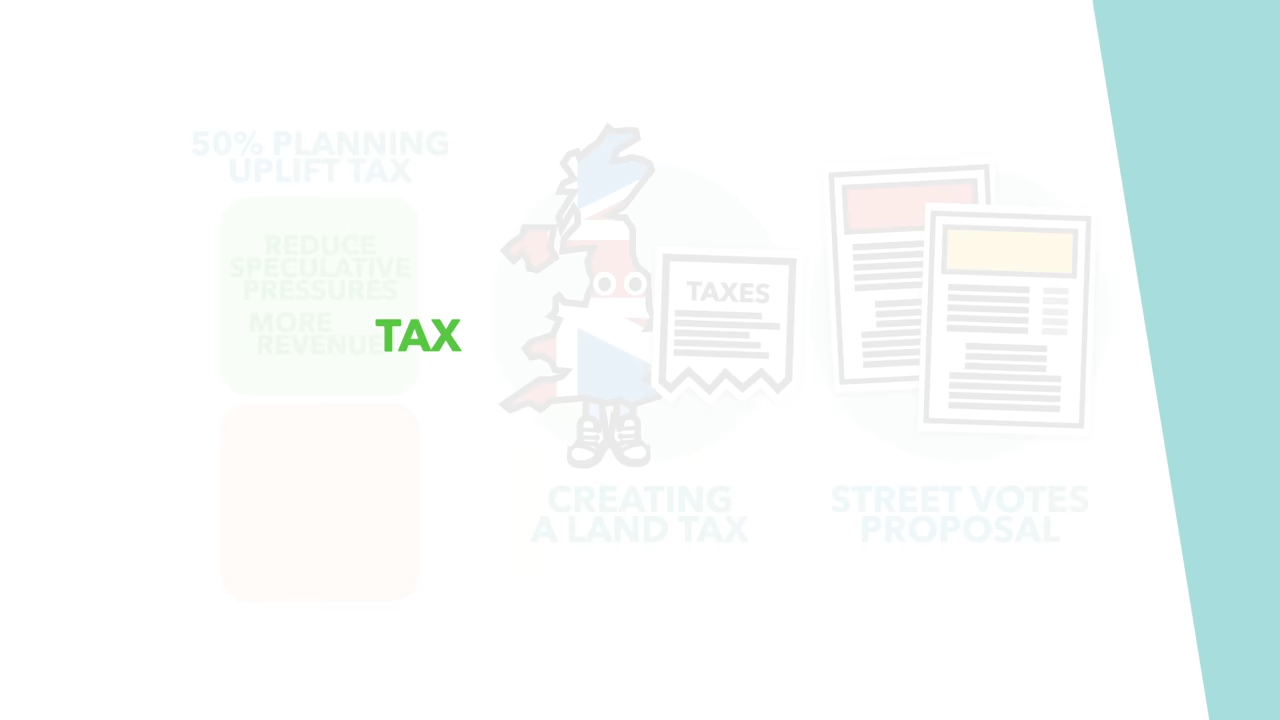 50% PLANNING
UPLIFT TAX
REDUCE
SPECULATIVE
PRESSURES
MORE
REVENUE
TAX
TAXES
CREATING
A LAND TAX
STREET VOTES
PROPOSAL